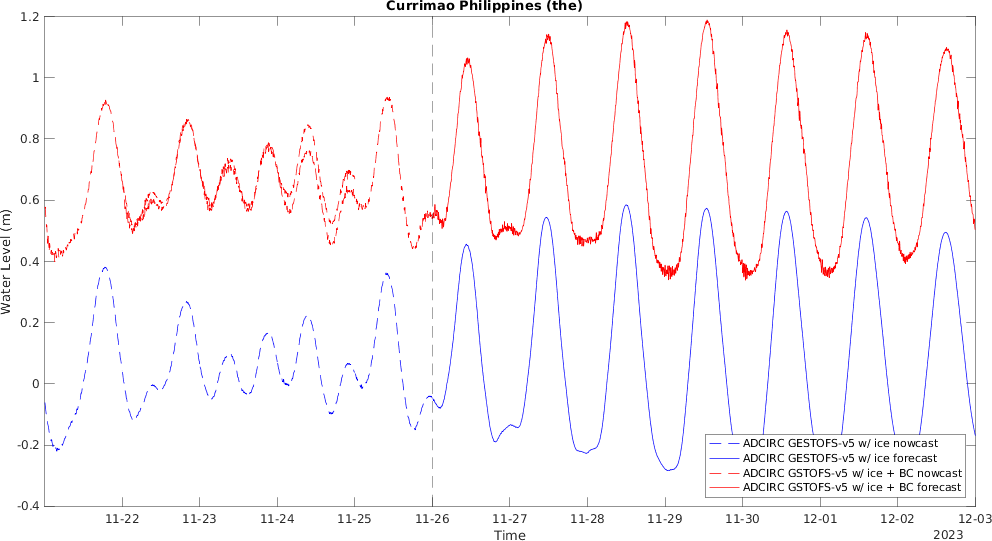 Currimao Philippines (the)
1.2
1
0.8
0.6
0.4
0.2
0
-0.2
-0.4
Water Level (m)
ADCIRC GESTOFS-v5 w/ ice nowcast
ADCIRC GESTOFS-v5 w/ ice forecast
ADCIRC GSTOFS-v5 w/ ice + BC nowcast
ADCIRC GSTOFS-v5 w/ ice + BC forecast
11-22 11-23 11-24 11-25 11-26 11-27 11-28 11-29 11-30 12-01 12-02 12-03
Time
2023